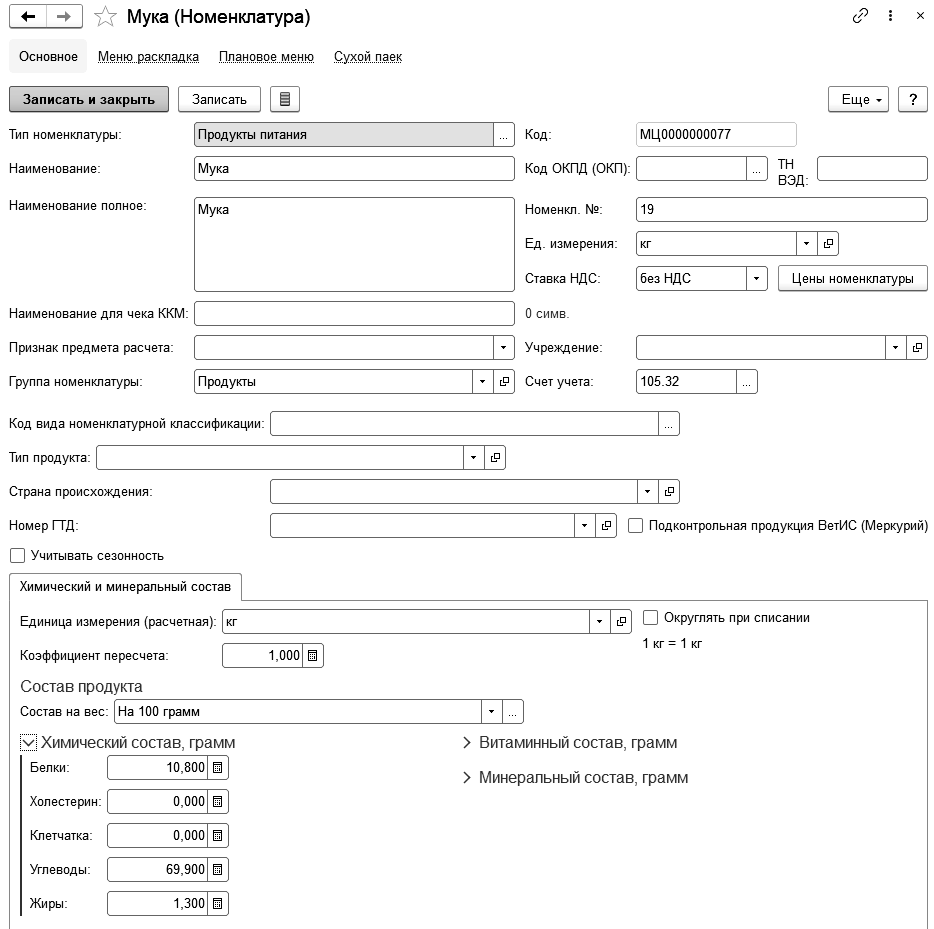 Мука (Номенклатура)
Основное Меню раскладка Плановое меню Сухой паек
Записать и закрыть Записать Еще ?
Тип номенклатуры: Продукты питания ... Код: МЦ0000000077
Наименование: Мука Код ОКПД (ОКП): ... ТН ВЭД:
Наименование полное: Мука Номенкл. №: 19
Ед. измерения: кг
Ставка НДС: без НДС Цены номенклатуры
Наименование для чека ККМ: 0 симв.
Признак предмета расчета: Учреждение:
Группа номенклатуры: Продукты Счет учета: 105.32 ...
Код вида номенклатурной классификации: ...
Тип продукта:
Страна происхождения:
Номер ГТД: Подконтрольная продукция ВетИС (Меркурий)
Учитывать сезонность
Химический и минеральный состав
Единица измерения (расчетная): кг Округлять при списании
Коэффициент пересчета: 1,000 1 кг = 1 кг
Состав продукта
Состав на вес: На 100 грамм ...
Химический состав, грамм Витаминный состав, грамм
Белки: 10,800 Минеральный состав, грамм
Холестерин: 0,000
Клетчатка: 0,000
Углеводы: 69,900
Жиры: 1,300